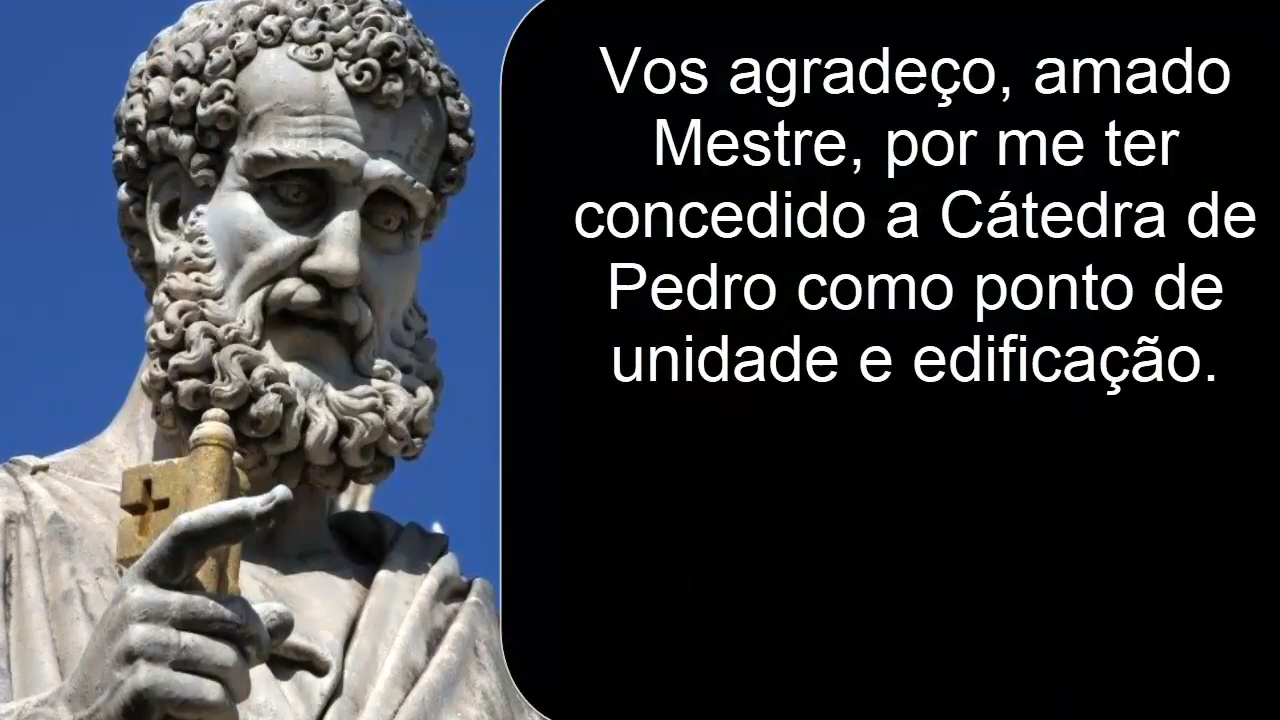 Vos agradeço, amado
Mestre, por me ter
concedido a Cátedra de
Pedro como ponto de
unidade e edificação.